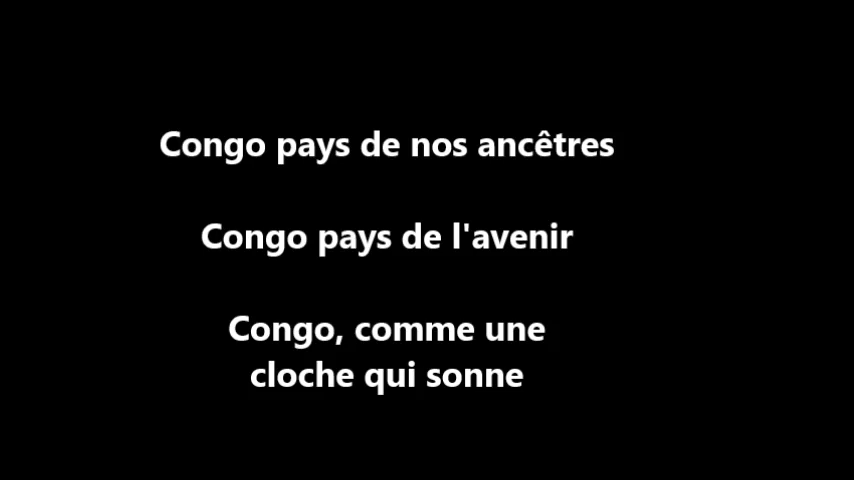 Congo pays de nos ancêtres
Congo pays de l'avenir
Congo, comme une
cloche qui sonne